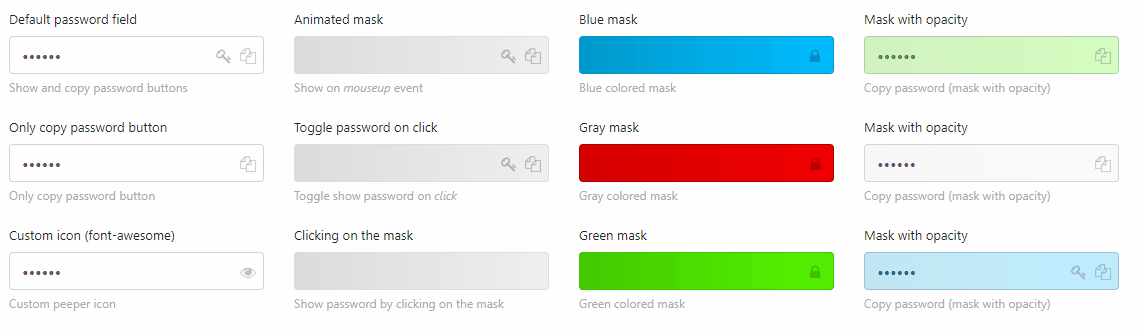 Default password field
Animated mask
Blue mask
Mask with opacity
••••••
••••••
Show and copy password buttons
Show on mouseup event
Blue colored mask
Copy password (mask with opacity)
Only copy password button
Toggle password on click
Gray mask
Mask with opacity
••••••
••••••
Only copy password button
Toggle show password on click
Gray colored mask
Copy password (mask with opacity)
Custom icon (font-awesome)
Clicking on the mask
Green mask
Mask with opacity
••••••
••••••
Custom peeper icon
Show password by clicking on the mask
Green colored mask
Copy password (mask with opacity)